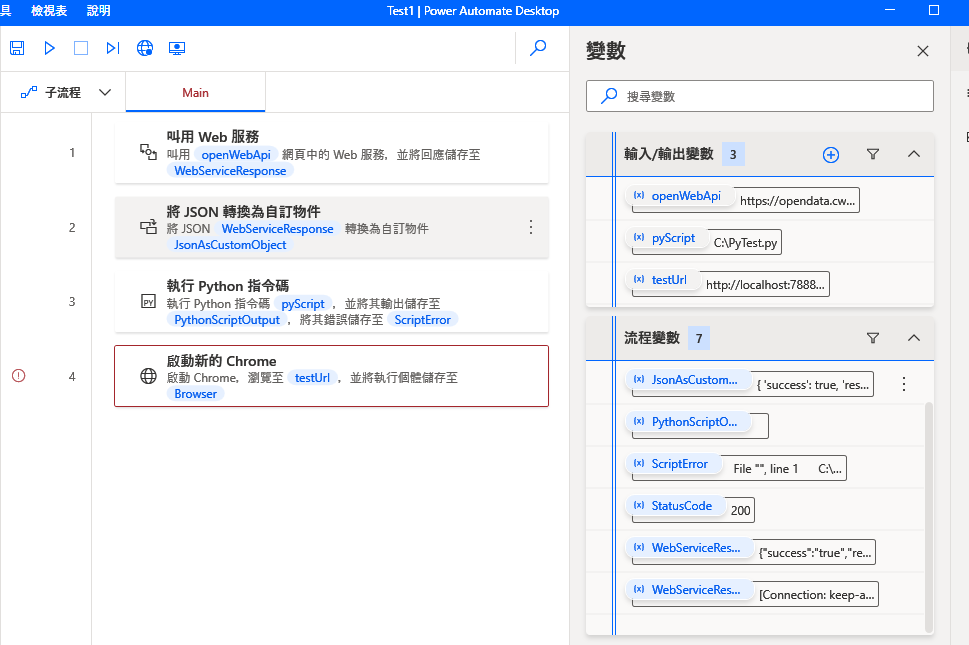 具 檢視表 說明 Test1 | Power Automate Desktop
子流程 Main
1
叫用 Web 服務
叫用 openWebApi 網頁中的 Web 服務，並將回應儲存至
WebServiceResponse
2
將 JSON 轉換為自訂物件
將 JSON WebServiceResponse 轉換為自訂物件
JsonAsCustomObject
3
PY
執行 Python 指令碼
執行 Python 指令碼 pyScript ，並將其輸出儲存至
PythonScriptOutput ，將其錯誤儲存至 ScriptError
4
啟動新的 Chrome
啟動 Chrome，瀏覽至 testUrl ，並將執行個體儲存至
Browser
變數
搜尋變數
輸入/輸出變數 3
(x) openWebApi https://opendata.cw...
(x) pyScript C:\PyTest.py
(x) testUrl http://localhost:7888...
流程變數 7
(x) JsonAsCustom... { 'success': true, 'res...
(x) PythonScriptO...
(x) ScriptError File "", line 1 C:\...
(x) StatusCode 200
(x) WebServiceRes... {"success":"true","re...
(x) WebServiceRes... [Connection: keep-a...